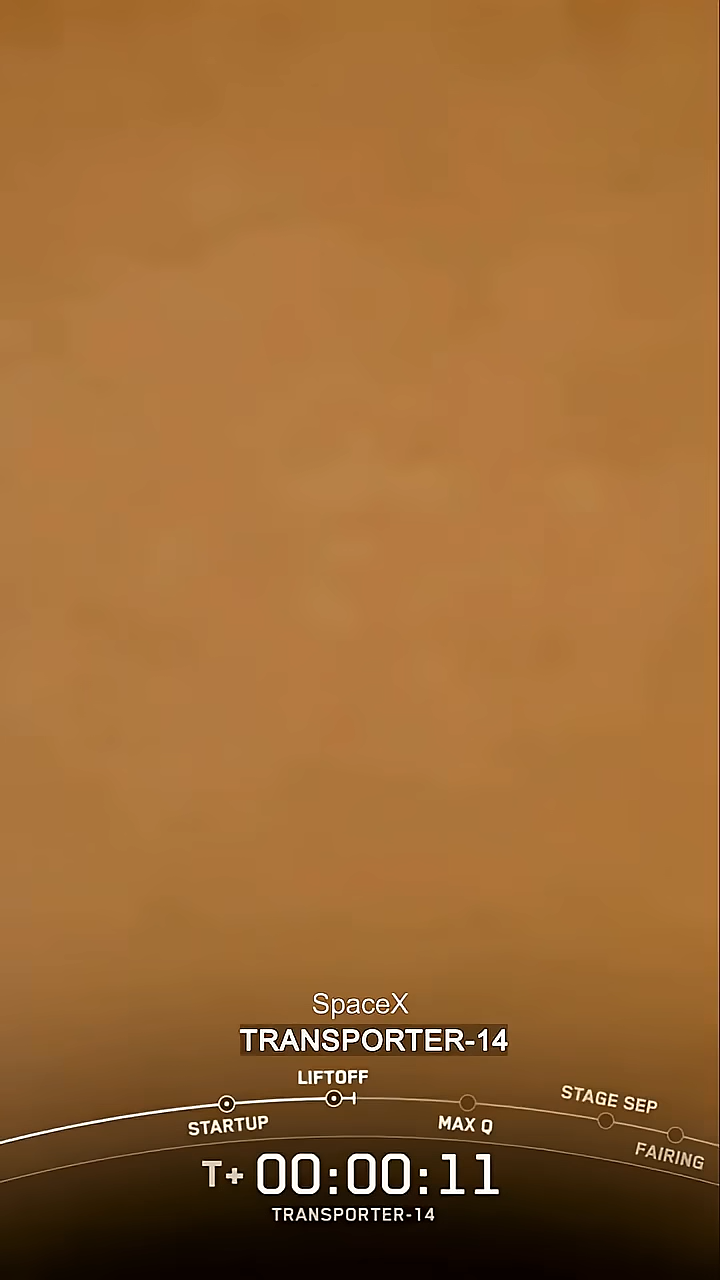 SpaceX
TRANSPORTER-14
LIFTOFF
STARTUP
MAX Q
STAGE SEP
FAIRING
T+ 00:00:11
TRANSPORTER-14